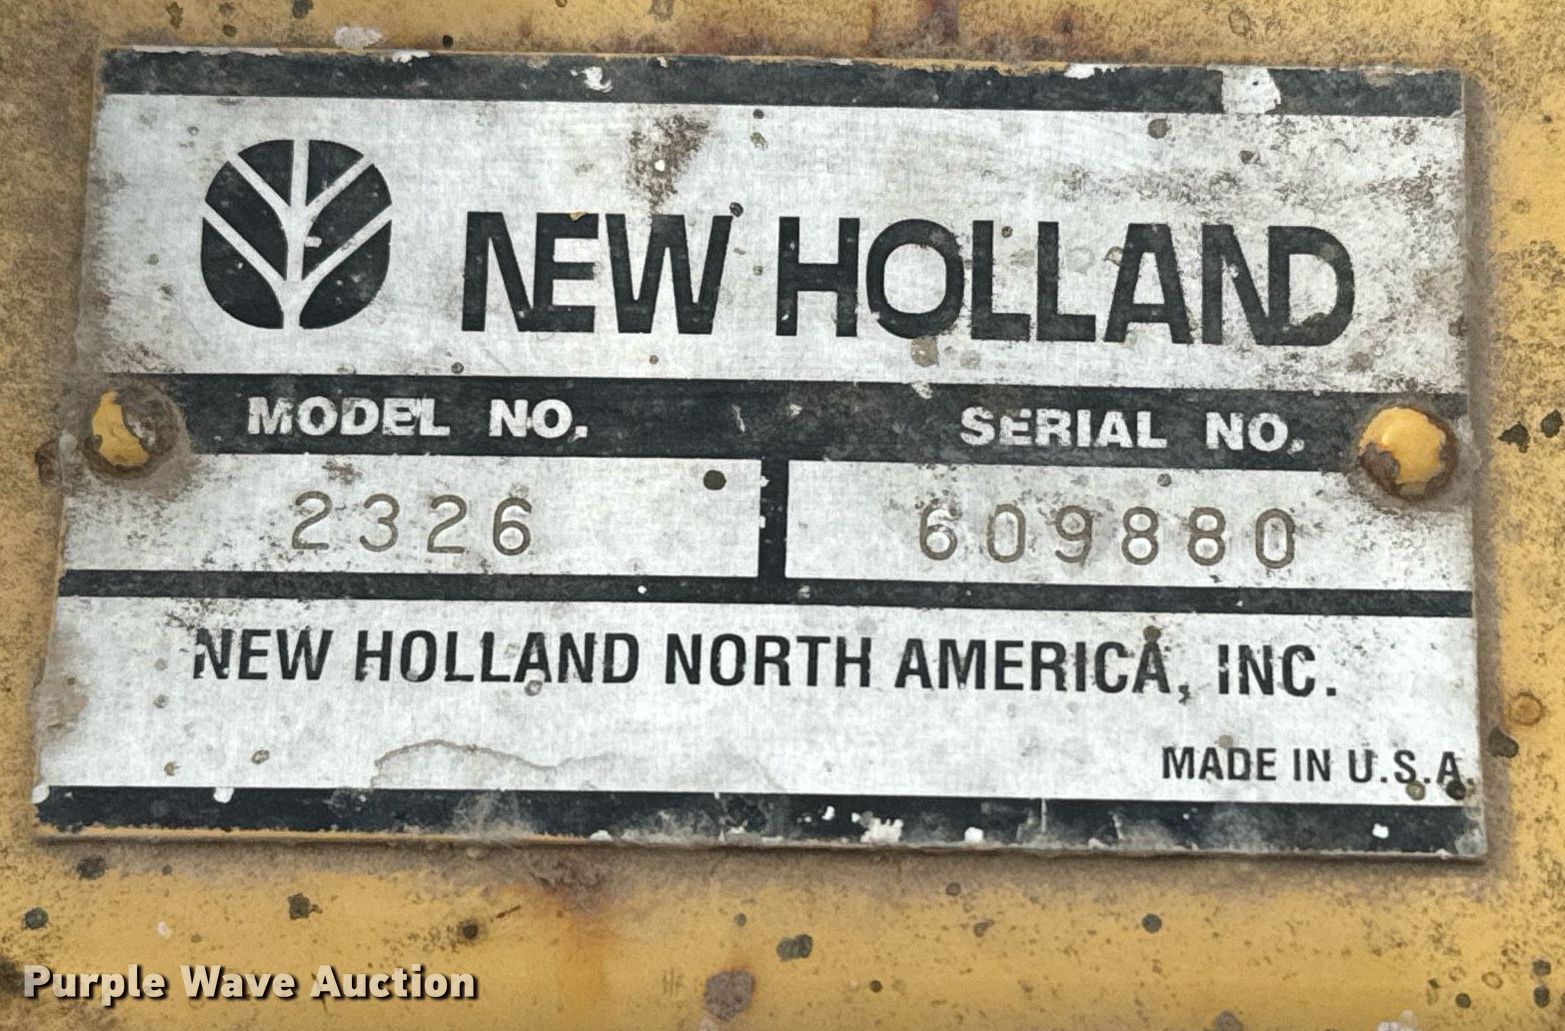 NEW HOLLAND
MODEL NO. SERIAL NO.
2326 609880
NEW HOLLAND NORTH AMERICA, INC.
MADE IN U.S.A.
Purple Wave Auction